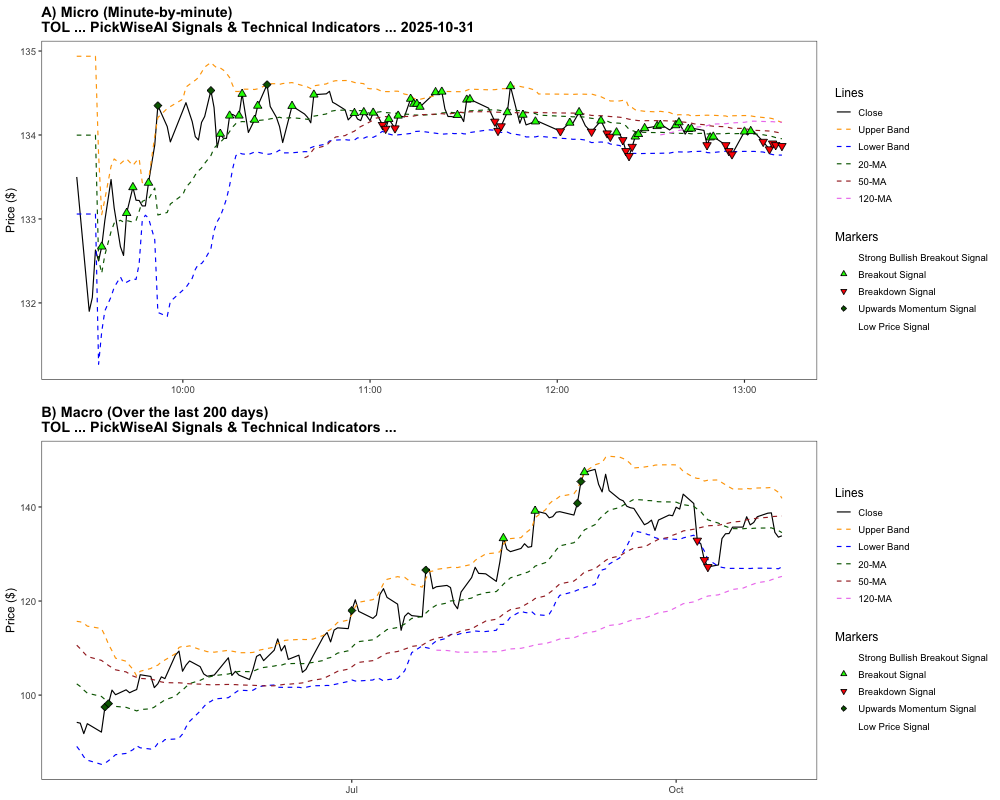 A) Micro (Minute-by-minute)
TOL ... PickWiseAI Signals & Technical Indicators ... 2025-10-31
135
134
133
132
Price ($)
10:00
11:00
12:00
13:00
Lines
Close
Upper Band
Lower Band
20-MA
50-MA
120-MA
Markers
Strong Bullish Breakout Signal
Breakout Signal
Breakdown Signal
Upwards Momentum Signal
Low Price Signal
B) Macro (Over the last 200 days)
TOL ... PickWiseAI Signals & Technical Indicators ...
140
120
100
Price ($)
Jul
Oct
Lines
Close
Upper Band
Lower Band
20-MA
50-MA
120-MA
Markers
Strong Bullish Breakout Signal
Breakout Signal
Breakdown Signal
Upwards Momentum Signal
Low Price Signal